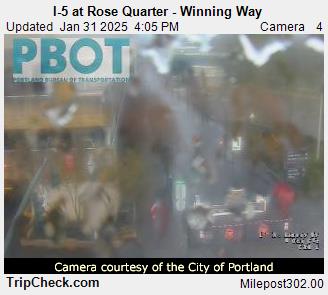 I-5 at Rose Quarter - Winning Way
Updated Jan 31 2025 4:05 PM Camera 4
PBOT
PORTLAND BUREAU OF TRANSPORTATION
Camera courtesy of the City of Portland
TripCheck.com Milepost302.00